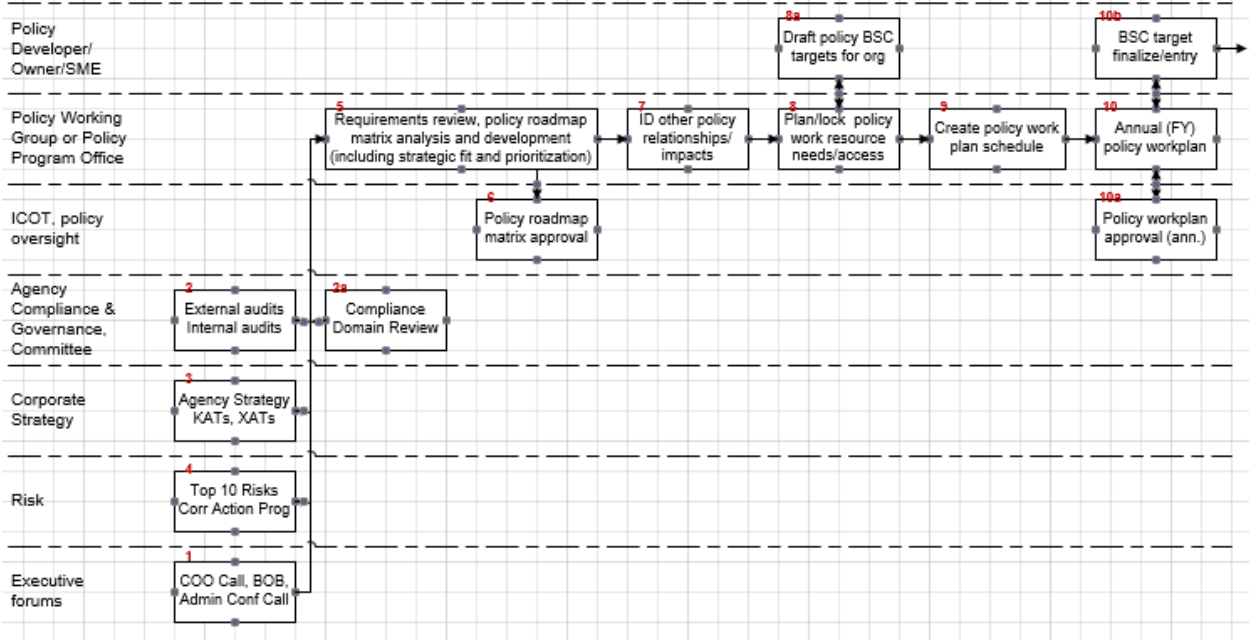 Policy
Developer/
Owner/SME
8a
Draft policy BSC
targets for org
10b
BSC target
finalize/entry
Policy Working
Group or Policy
Program Office
5
Requirements review, policy roadmap
matrix analysis and development
(including strategic fit and prioritization)
7
ID other policy
relationships/
impacts
8
Plan/lock policy
work resource
needs/access
9
Create policy work
plan schedule
10
Annual (FY)
policy workplan
ICOT, policy
oversight
6
Policy roadmap
matrix approval
10a
Policy workplan
approval (ann.)
Agency
Compliance &
Governance,
Committee
2
External audits
Internal audits
2a
Compliance
Domain Review
Corporate
Strategy
3
Agency Strategy
KATs, XATs
Risk
4
Top 10 Risks
Corr Action Prog
Executive
forums
1
COO Call, BOB,
Admin Conf Call